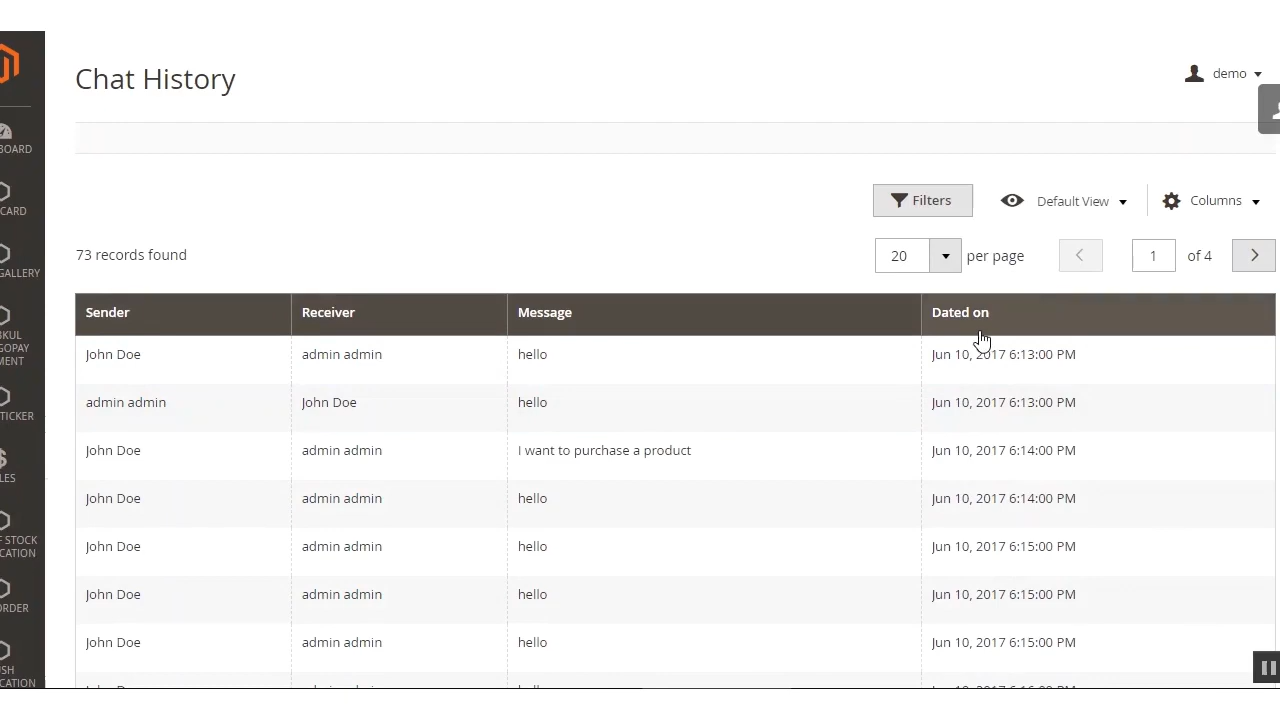 Chat History
demo
BOARD
CARD
GALLERY
GOPAY
MENT
TICKER
LES
STOCK
CATION
ORDER
SH
CATION
Filters
Default View
Columns
73 records found
20 per page
1 of 4
Sender Receiver Message Dated on
John Doe admin admin hello Jun 10, 2017 6:13:00 PM
admin admin John Doe hello Jun 10, 2017 6:13:00 PM
John Doe admin admin I want to purchase a product Jun 10, 2017 6:14:00 PM
John Doe admin admin hello Jun 10, 2017 6:14:00 PM
John Doe admin admin hello Jun 10, 2017 6:15:00 PM
John Doe admin admin hello Jun 10, 2017 6:15:00 PM
John Doe admin admin hello Jun 10, 2017 6:15:00 PM